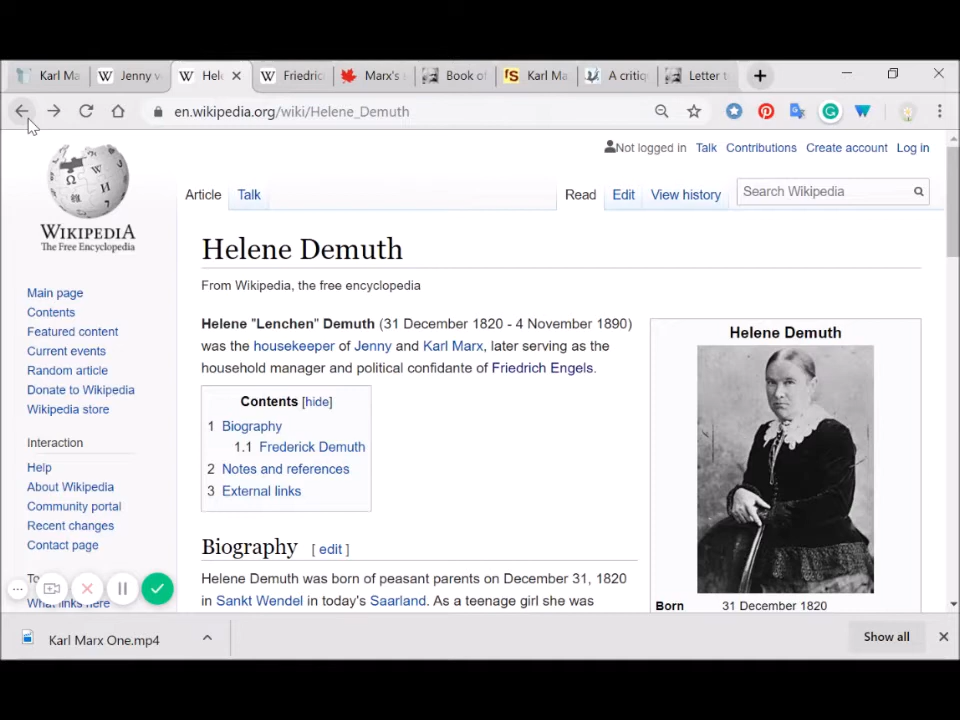 Karl Ma
Jenny v
Hel
Friedric
Marx's
Book of
Karl Ma
A critiq
Letter t
en.wikipedia.org/wiki/Helene_Demuth
Not logged in Talk Contributions Create account Log in
Article Talk Read Edit View history Search Wikipedia
WIKIPEDIA
The Free Encyclopedia
Main page
Contents
Featured content
Current events
Random article
Donate to Wikipedia
Wikipedia store
Interaction
Help
About Wikipedia
Community portal
Recent changes
Contact page
To
What links here
Helene Demuth
From Wikipedia, the free encyclopedia
Helene "Lenchen" Demuth (31 December 1820 - 4 November 1890)
was the housekeeper of Jenny and Karl Marx, later serving as the
household manager and political confidante of Friedrich Engels.
Contents [hide]
1 Biography
1.1 Frederick Demuth
2 Notes and references
3 External links
Biography [ edit ]
Helene Demuth was born of peasant parents on December 31, 1820
in Sankt Wendel in today's Saarland. As a teenage girl she was
Helene Demuth
Born 31 December 1820
Karl Marx One.mp4
Show all